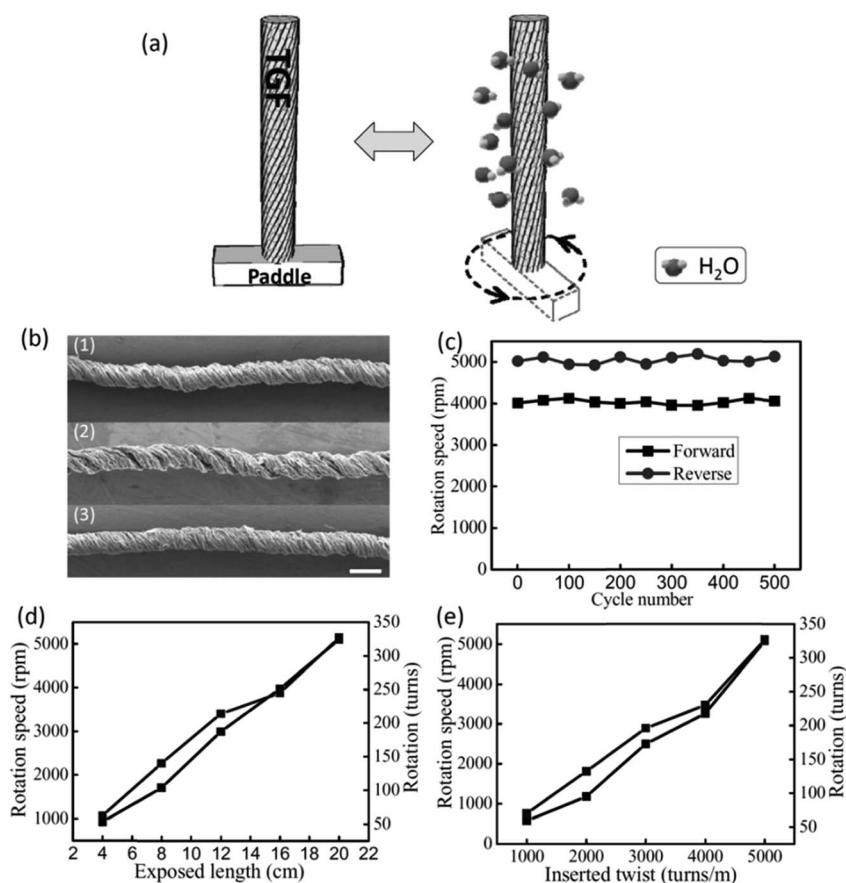 (a)
TGF
Paddle
H₂O
(b)
(1)
(2)
(3)
(c)
Rotation speed (rpm)
5000
4000
3000
2000
1000
0
Forward
Reverse
0 100 200 300 400 500
Cycle number
(d)
Rotation speed (rpm)
5000
4000
3000
2000
1000
350
300
250
200
150
100
50
Rotation (turns)
2 4 6 8 10 12 14 16 18 20 22
Exposed length (cm)
(e)
Rotation speed (rpm)
5000
4000
3000
2000
1000
0
350
300
250
200
150
100
50
Rotation (turns)
1000 2000 3000 4000 5000
Inserted twist (turns/m)